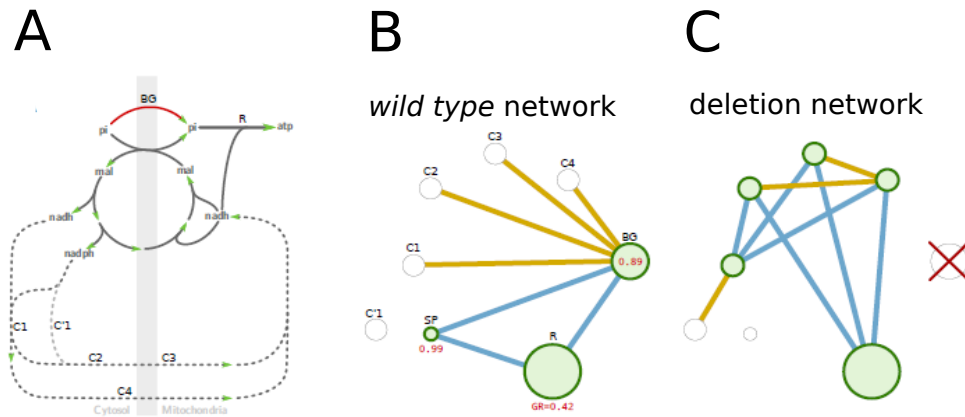 A
BG
pi
pi
R
atp
mal
mal
nadh
nadh
nadph
C1
C'1
C2
C3
C4
Cytosol
Mitochondria
B
wild type network
C3
C4
C2
BG
0.89
C1
C'1
SP
0.99
R
GR=0.42
C
deletion network